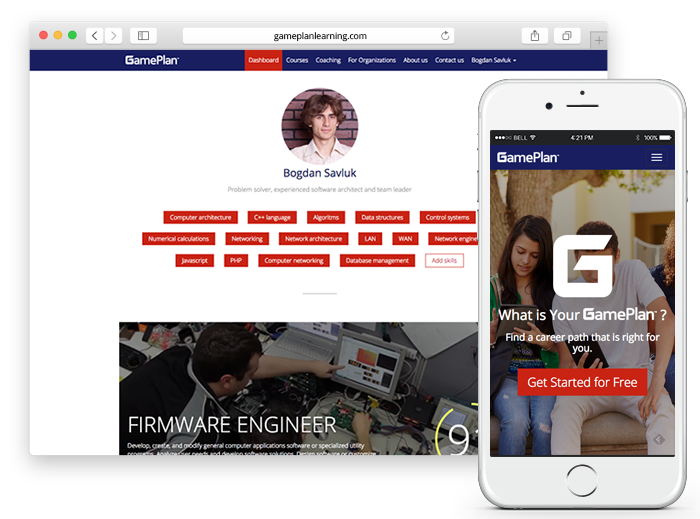 gameplanlearning.com
GamePlan
Dashboard Courses Coaching For Organizations About us Contact us Bogdan Savluk
Bogdan Savluk
Problem solver, experienced software architect and team leader
Computer architecture C++ language Algoritms Data structures Control systems
Numerical calculations Networking Network architecture LAN WAN Network engine
Javascript PHP Computer networking Database management Add skills
FIRMWARE ENGINEER
Develop, create, and modify general computer applications software or specialized utility
programs. Analyze user needs and develop software solutions. Design software or customize
9
BELL 4:21 PM 100%
GamePlan
G
What is Your GamePlan ?
Find a career path that is right for
you.
Get Started for Free